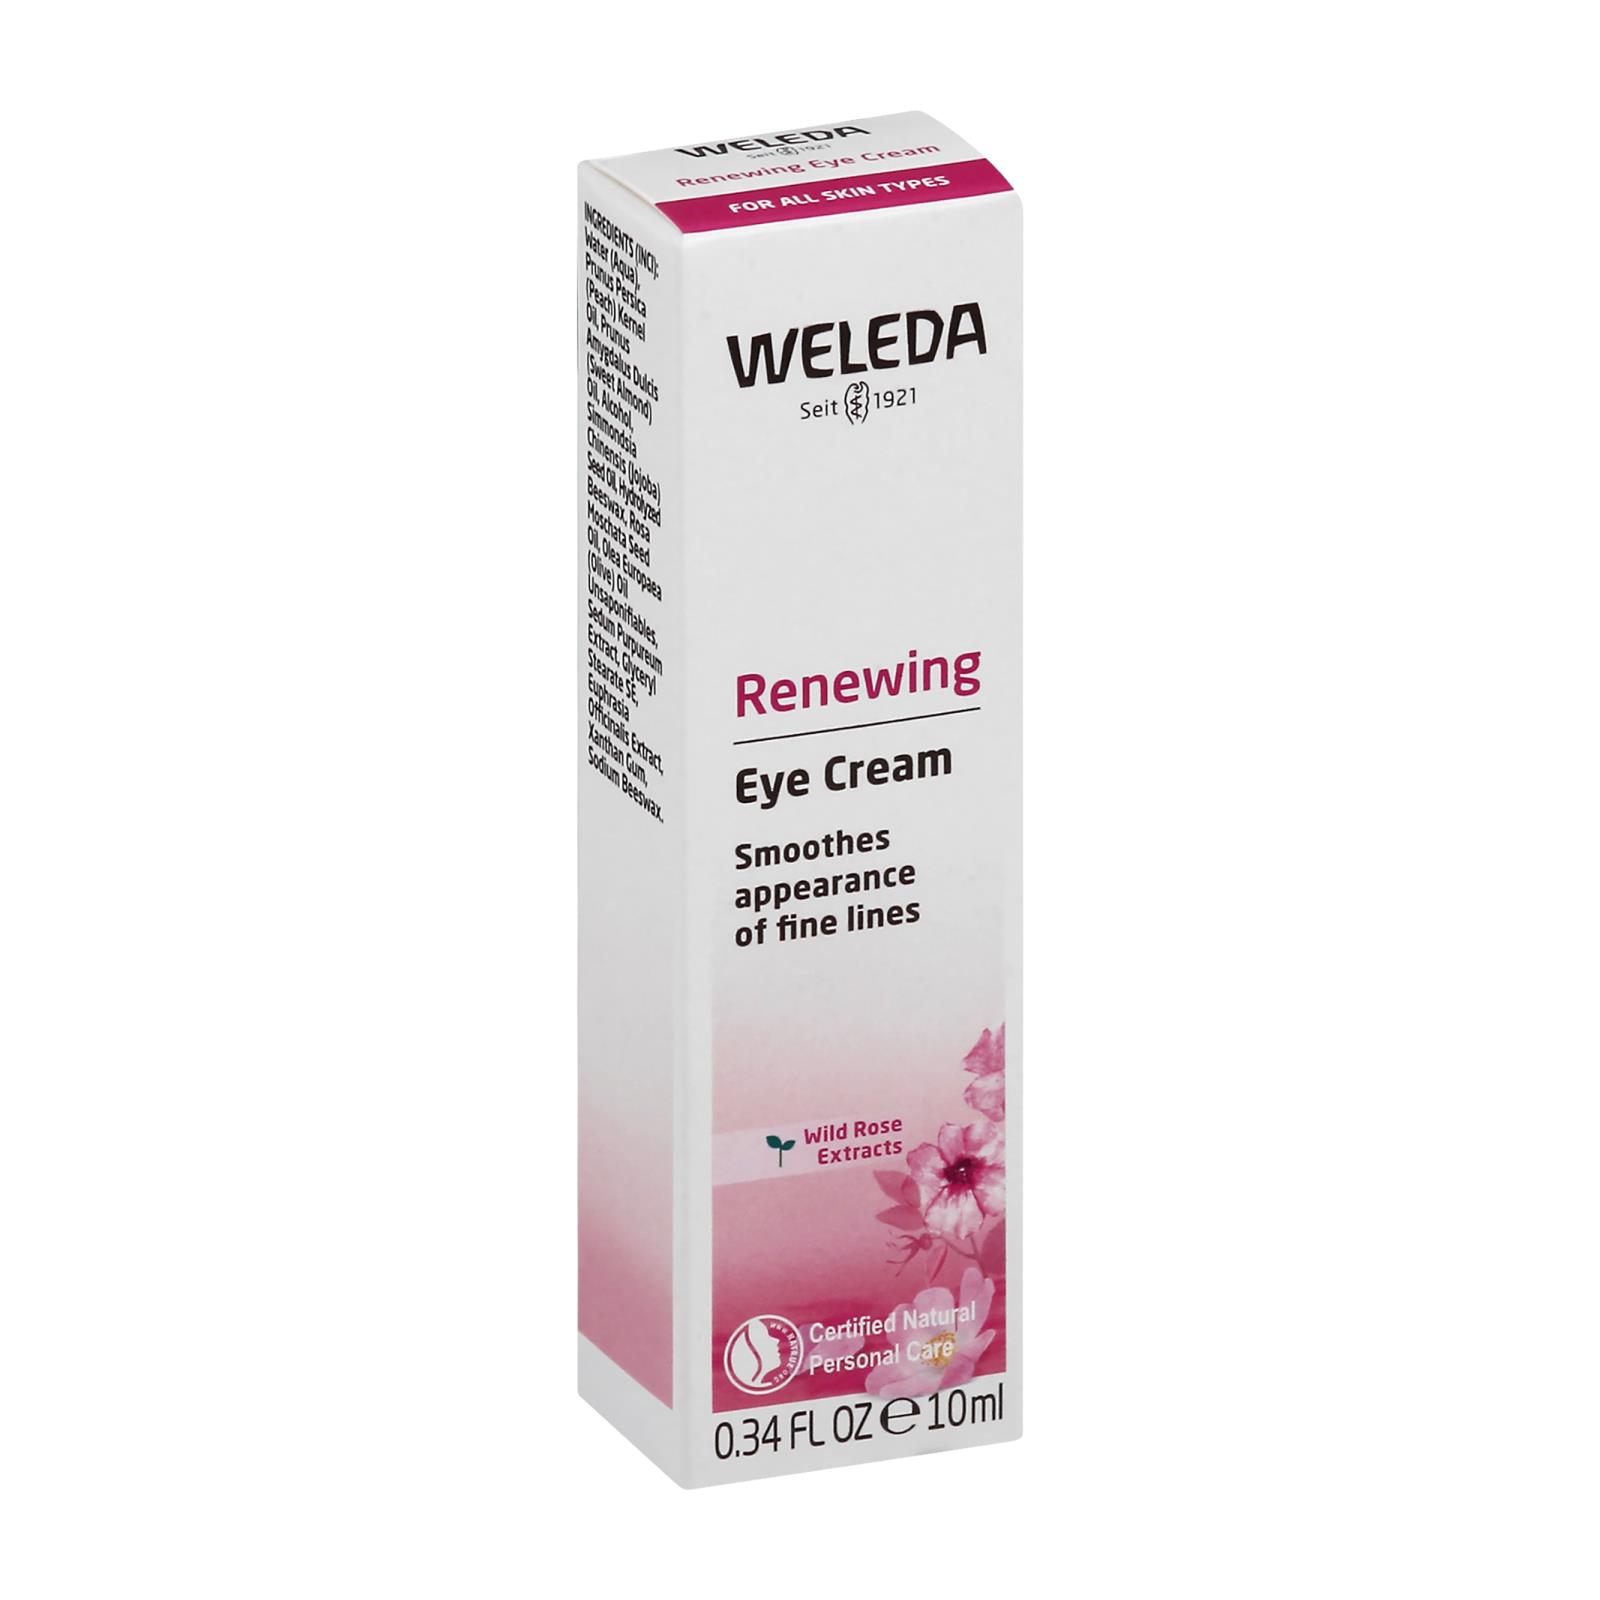 WELEDA
Seit 1921
Renewing Eye Cream
FOR ALL SKIN TYPES
WELEDA
Seit 1921
Renewing
Eye Cream
Smoothes
appearance
of fine lines
Wild Rose
Extracts
www.NATRUE.ORG
Certified Natural
Personal Care
0.34 FL OZ ℮ 10ml
INGREDIENTS (INCI):
Water (Aqua),
Prunus Persica
(Peach) Kernel
Oil, Prunus
Amygdalus Dulcis
(Sweet Almond)
Oil, Alcohol,
Simmondsia
Chinensis (Jojoba)
Seed Oil, Hydrolyzed
Beeswax, Rosa
Moschata Seed
Oil, Olea Europaea
(Olive) Oil
Unsaponifiables,
Sedum Purpureum
Extract, Glyceryl
Stearate SE,
Euphrasia
Officinalis Extract,
Xanthan Gum,
Sodium Beeswax.